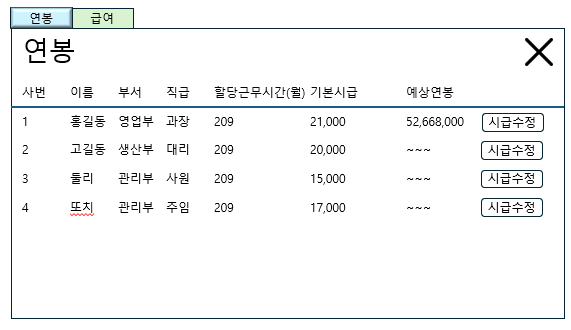 연봉 급여
연봉
사번 이름 부서 직급 할당근무시간(월) 기본시급 예상연봉
1 홍길동 영업부 과장 209 21,000 52,668,000 시급수정
2 고길동 생산부 대리 209 20,000 ~~~ 시급수정
3 둘리 관리부 사원 209 15,000 ~~~ 시급수정
4 또치 관리부 주임 209 17,000 ~~~ 시급수정